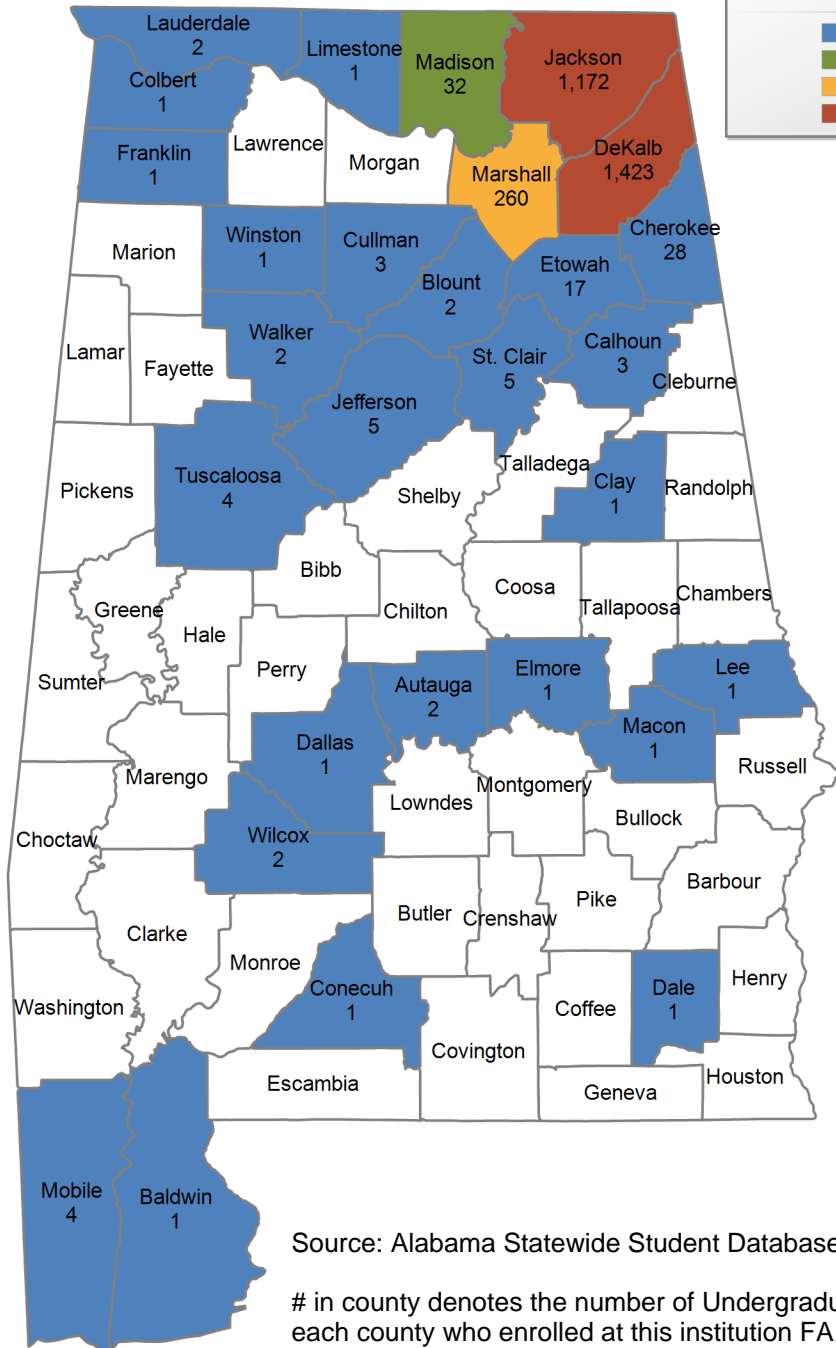 Lauderdale
2
Limestone
1
Madison
32
Jackson
1,172
Colbert
1
Lawrence
Morgan
Franklin
1
DeKalb
1,423
Marshall
260
Marion
Winston
1
Cullman
3
Cherokee
28
Blount
2
Etowah
17
Lamar
Fayette
Walker
2
St. Clair
5
Calhoun
3
Cleburne
Jefferson
5
Pickens
Tuscaloosa
4
Shelby
Talladega
Clay
1
Randolph
Bibb
Greene
Hale
Chilton
Coosa
Tallapoosa
Chambers
Sumter
Perry
Autauga
2
Elmore
1
Lee
1
Dallas
1
Macon
1
Marengo
Lowndes
Montgomery
Russell
Choctaw
Wilcox
2
Bullock
Clarke
Butler
Crenshaw
Pike
Barbour
Washington
Monroe
Conecuh
1
Coffee
Dale
1
Henry
Covington
Escambia
Geneva
Houston
Mobile
4
Baldwin
1
Source: Alabama Statewide Student Database
# in county denotes the number of Undergradu
each county who enrolled at this institution FA